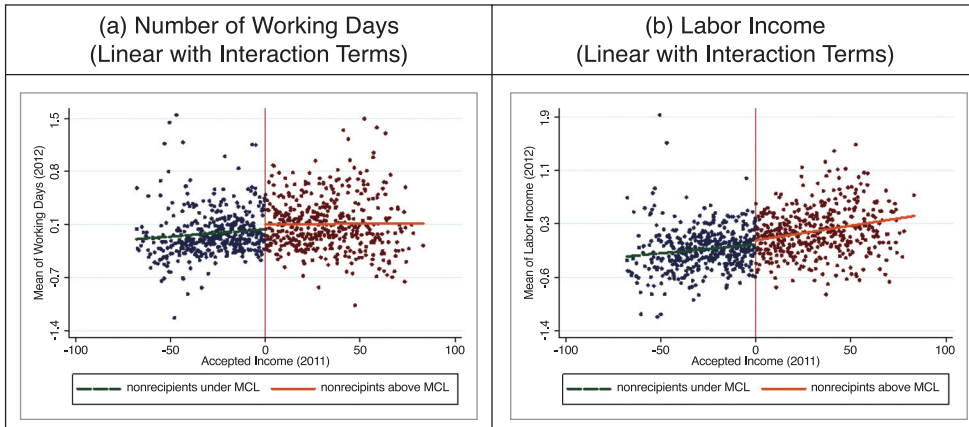 (a) Number of Working Days
(Linear with Interaction Terms)
Mean of Working Days (2012)
1.5
0.8
0.1
-0.7
-1.4
-100
-50
0
50
100
Accepted Income (2011)
nonrecipients under MCL
nonrecipints above MCL
(b) Labor Income
(Linear with Interaction Terms)
Mean of Labor Income (2012)
1.9
1.1
0.3
-0.6
-1.4
-100
-50
0
50
100
Accepted Income (2011)
nonrecipients under MCL
nonrecipints above MCL